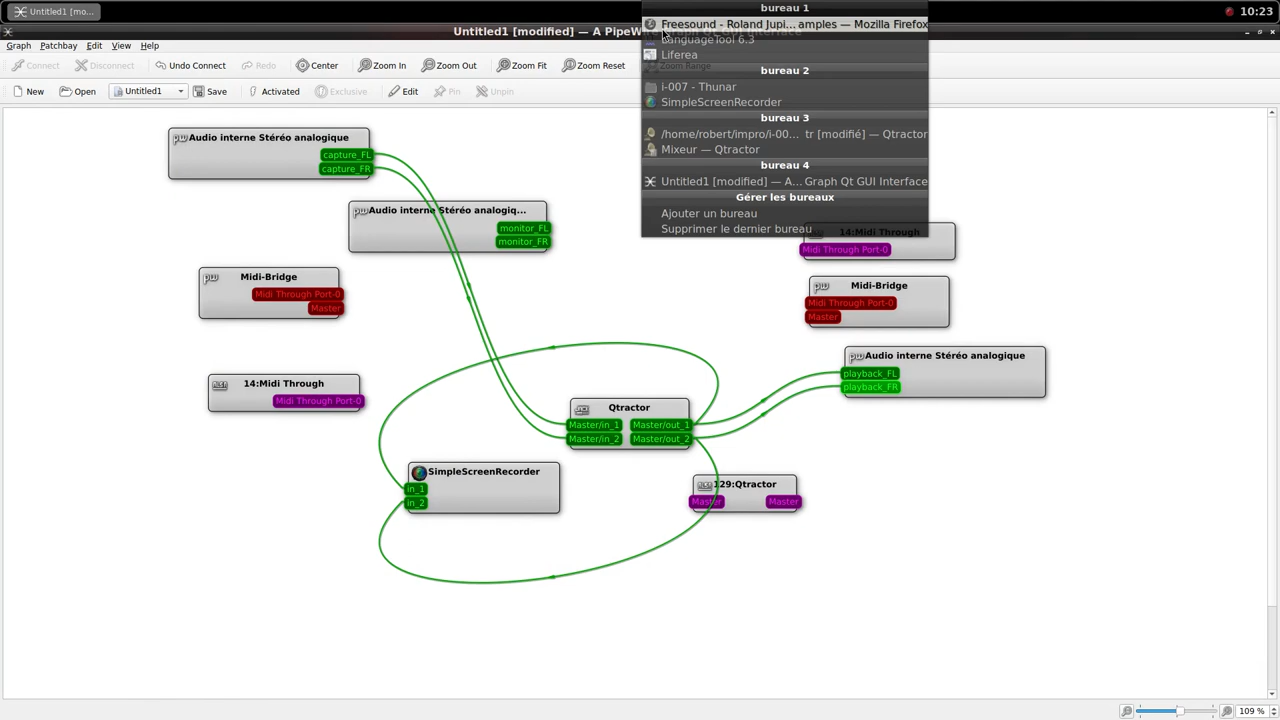 Untitled1 [mo...
10:23
Untitled1 [modified] — A PipeWire Graph Qt GUI Interface
Graph Patchbay Edit View Help
Connect Disconnect Undo Connect Redo Center Zoom In Zoom Out Zoom Fit Zoom Reset Zoom Range
New Open Untitled1 Save Activated Exclusive Edit Pin Unpin
bureau 1
Freesound - Roland Jupi... amples — Mozilla Firefox
LanguageTool 6.3
Liferea
bureau 2
i-007 - Thunar
SimpleScreenRecorder
bureau 3
/home/robert/impro/i-00... tr [modifié] — Qtractor
Mixeur — Qtractor
bureau 4
Untitled1 [modified] — A... Graph Qt GUI Interface
Gérer les bureaux
Ajouter un bureau
Supprimer le dernier bureau
Audio interne Stéréo analogique
capture_FL
capture_FR
Audio interne Stéréo analogiq...
monitor_FL
monitor_FR
14:Midi Through
Midi Through Port-0
Midi-Bridge
Midi Through Port-0
Master
Midi-Bridge
Midi Through Port-0
Master
Audio interne Stéréo analogique
playback_FL
playback_FR
14:Midi Through
Midi Through Port-0
Qtractor
Master/in_1 Master/out_1
Master/in_2 Master/out_2
SimpleScreenRecorder
in_1
in_2
129:Qtractor
Master Master
109 %